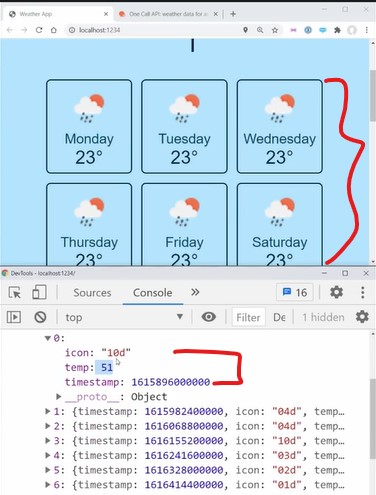 Weather App
One Call API: weather data for an
localhost:1234
Monday
Tuesday
Wednesday
23°
23°
23°
Thursday
Friday
Saturday
23°
23°
23°
DevTools - localhost:1234/
Sources
Console
16
top
Filter
De
1 hidden
0:
icon: "10d"
temp: 51
timestamp: 1615896000000
__proto__: Object
1: {timestamp: 1615982400000, icon: "04d", temp…
2: {timestamp: 1616068800000, icon: "04d", temp…
3: {timestamp: 1616155200000, icon: "10d", temp…
4: {timestamp: 1616241600000, icon: "03d", temp…
5: {timestamp: 1616328000000, icon: "02d", temp…
6: {timestamp: 1616414400000, icon: "01d", temp…